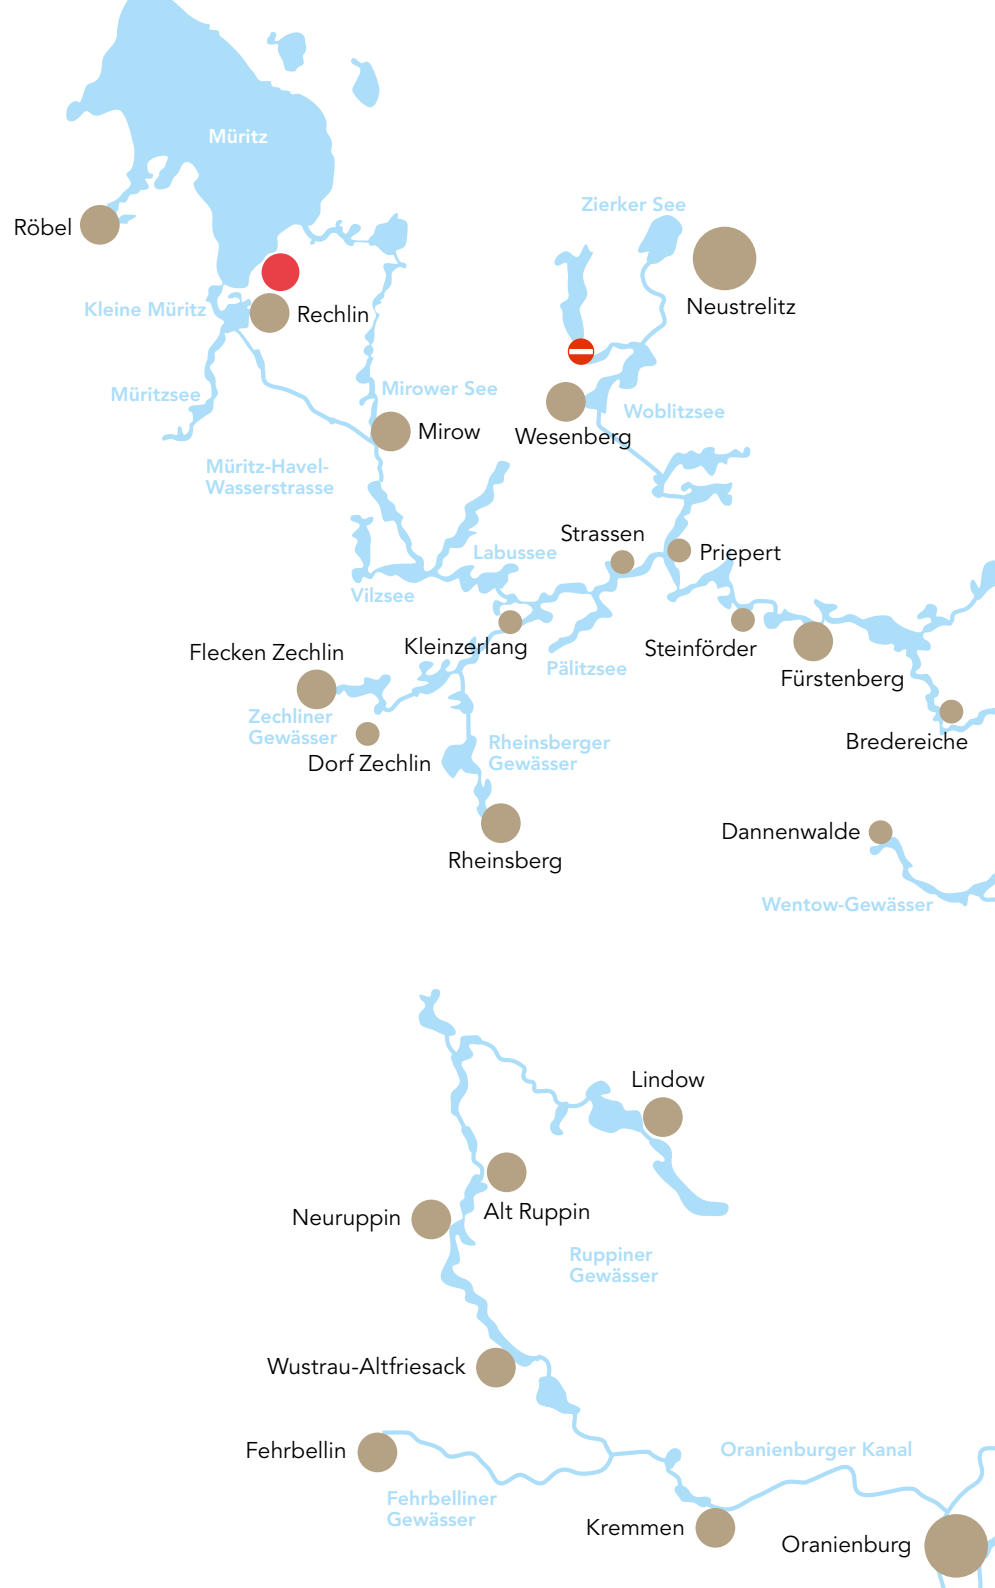 Müritz
Zierker See
Röbel
Neustrelitz
Kleine Müritz
Rechlin
Müritzsee
Mirower See
Woblitzsee
Mirow
Wesenberg
Müritz-Havel-
Wasserstrasse
Strassen
Labussee
Priepert
Vilzsee
Kleinzerlang
Steinförder
Flecken Zechlin
Pälitzsee
Fürstenberg
Zechliner
Gewässer
Bredereiche
Rheinsberger
Gewässer
Dorf Zechlin
Dannenwalde
Rheinsberg
Wentow-Gewässer
Lindow
Alt Ruppin
Neuruppin
Ruppiner
Gewässer
Wustrau-Altfriesack
Fehrbellin
Oranienburger Kanal
Fehrbelliner
Gewässer
Kremmen
Oranienburg